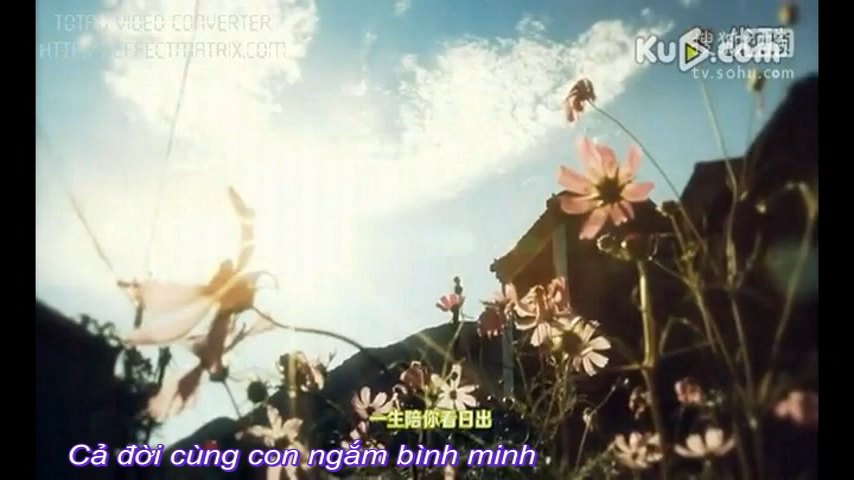 TOTAL VIDEO CONVERTER
HTTP://EFFECTMATRIX.COM
Ku6.com
tv.sohu.com
一生陪你看日出
Cả đời cùng con ngắm bình minh